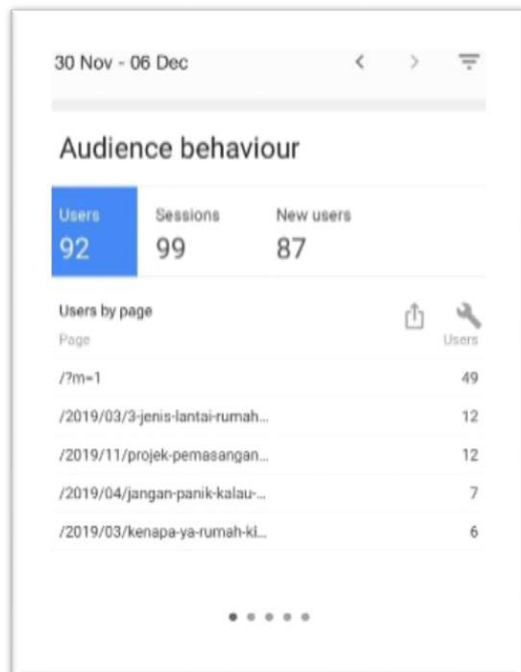 30 Nov - 06 Dec
Audience behaviour
Users Sessions New users
92 99 87
Users by page
Page Users
/?m=1 49
/2019/03/3-jenis-lantai-rumah... 12
/2019/11/projek-pemasangan... 12
/2019/04/jangan-panik-kalau-... 7
/2019/03/kenapa-ya-rumah-ki... 6